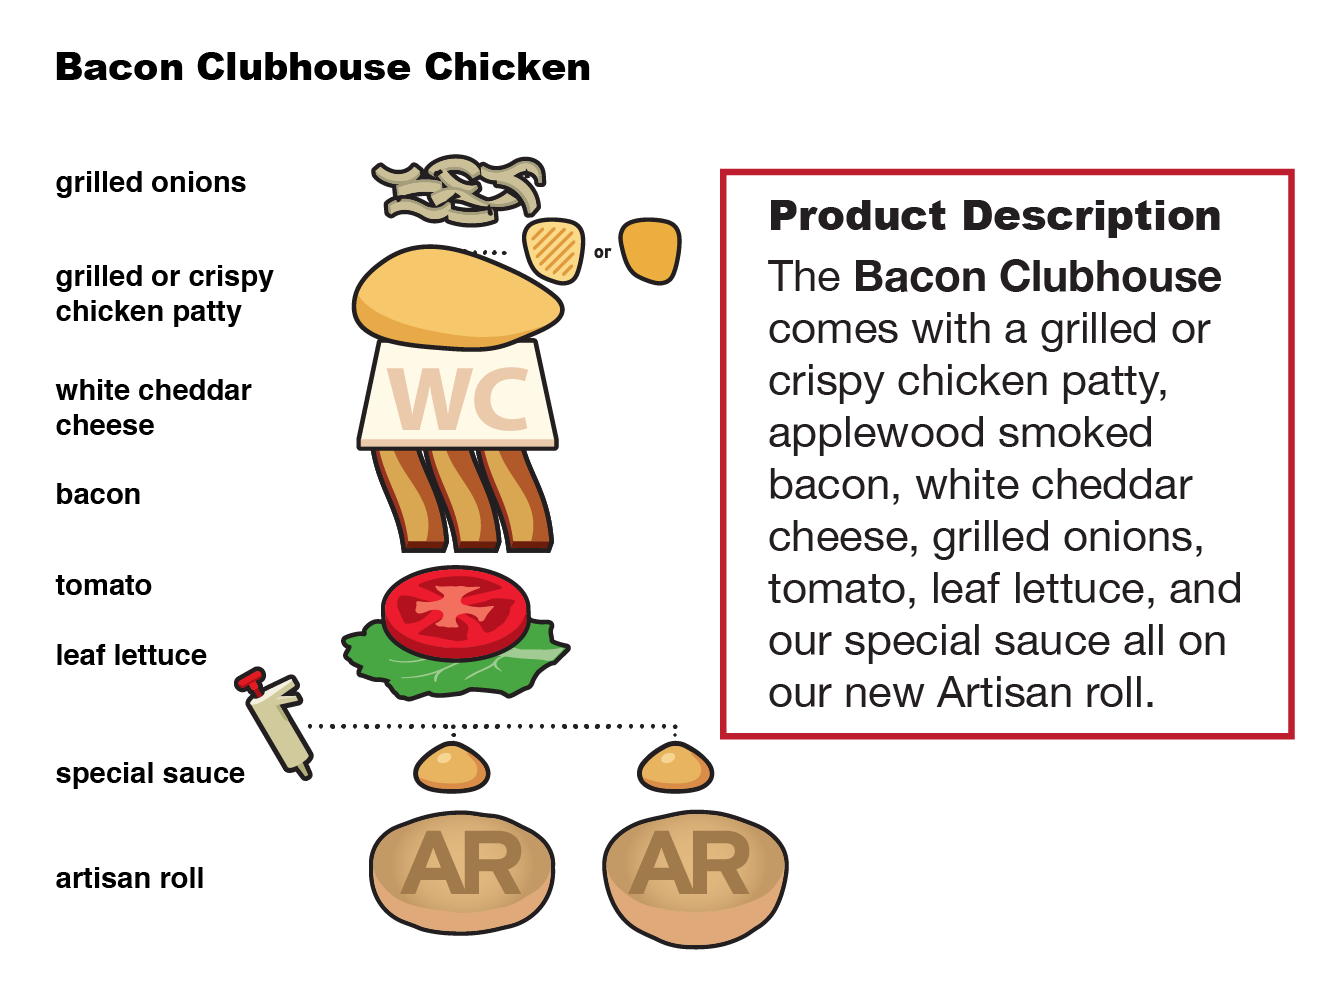 Bacon Clubhouse Chicken
grilled onions
or
grilled or crispy
chicken patty
white cheddar
cheese
WC
bacon
tomato
leaf lettuce
special sauce
artisan roll
AR
AR
Product Description
The Bacon Clubhouse
comes with a grilled or
crispy chicken patty,
applewood smoked
bacon, white cheddar
cheese, grilled onions,
tomato, leaf lettuce, and
our special sauce all on
our new Artisan roll.